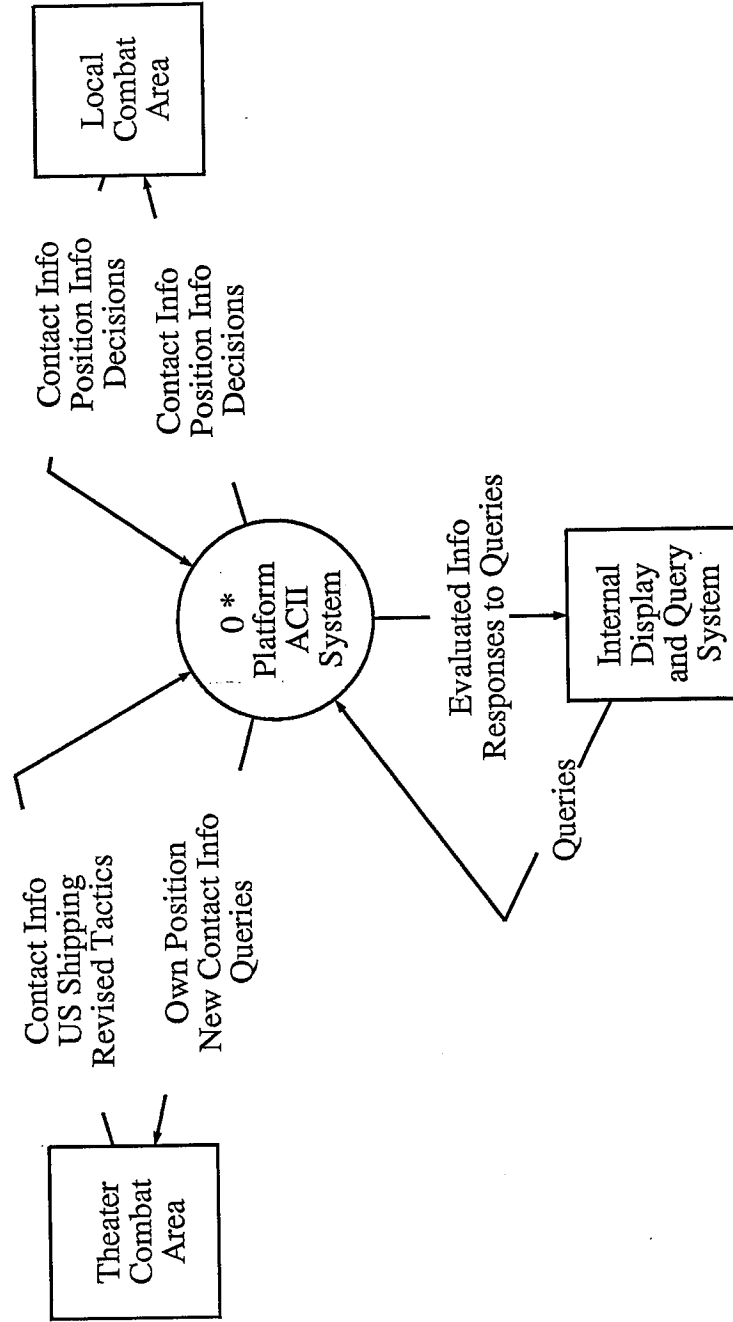 Theater
Combat
Area
Contact Info
US Shipping
Revised Tactics
Own Position
New Contact Info
Queries
0 *
Platform
ACII
System
Contact Info
Position Info
Decisions
Contact Info
Position Info
Decisions
Local
Combat
Area
Queries
Evaluated Info
Responses to Queries
Internal
Display
and Query
System